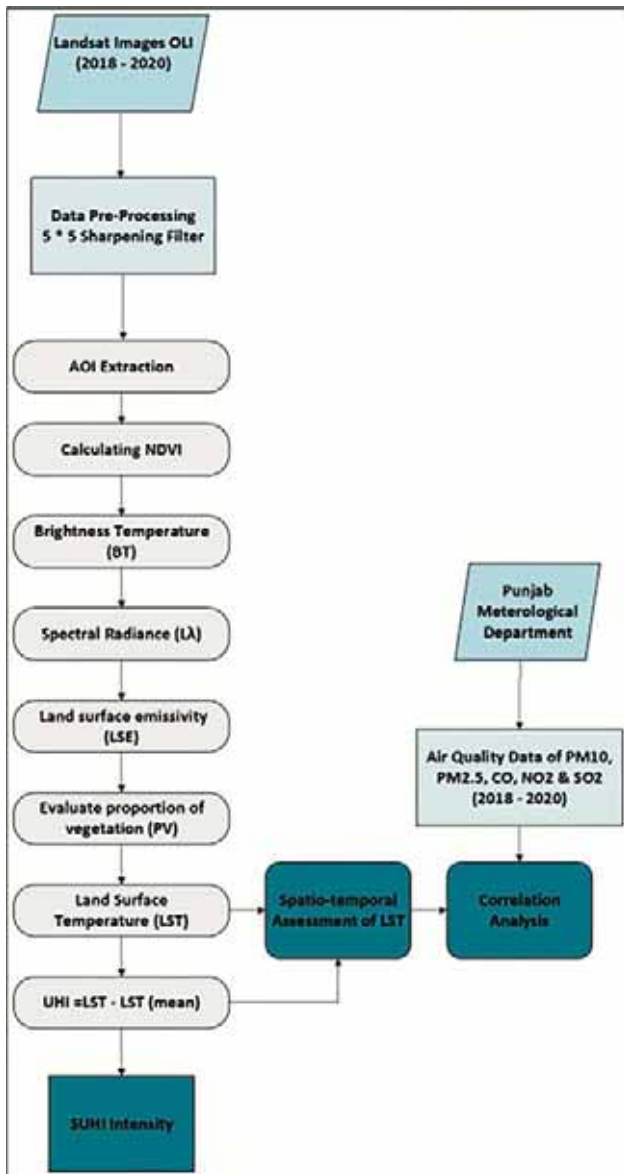 Landsat Images OLI
(2018 - 2020)
Data Pre-Processing
5 * 5 Sharpening Filter
AOI Extraction
Calculating NDVI
Brightness Temperature
(BT)
Spectral Radiance (Lλ)
Land surface emissivity
(LSE)
Evaluate proportion of
vegetation (PV)
Land Surface
Temperature (LST)
UHI =LST - LST (mean)
SUHI Intensity
Spatio-temporal
Assessment of LST
Punjab
Meterological
Department
Air Quality Data of PM10,
PM2.5, CO, NO2 & SO2
(2018 - 2020)
Correlation
Analysis